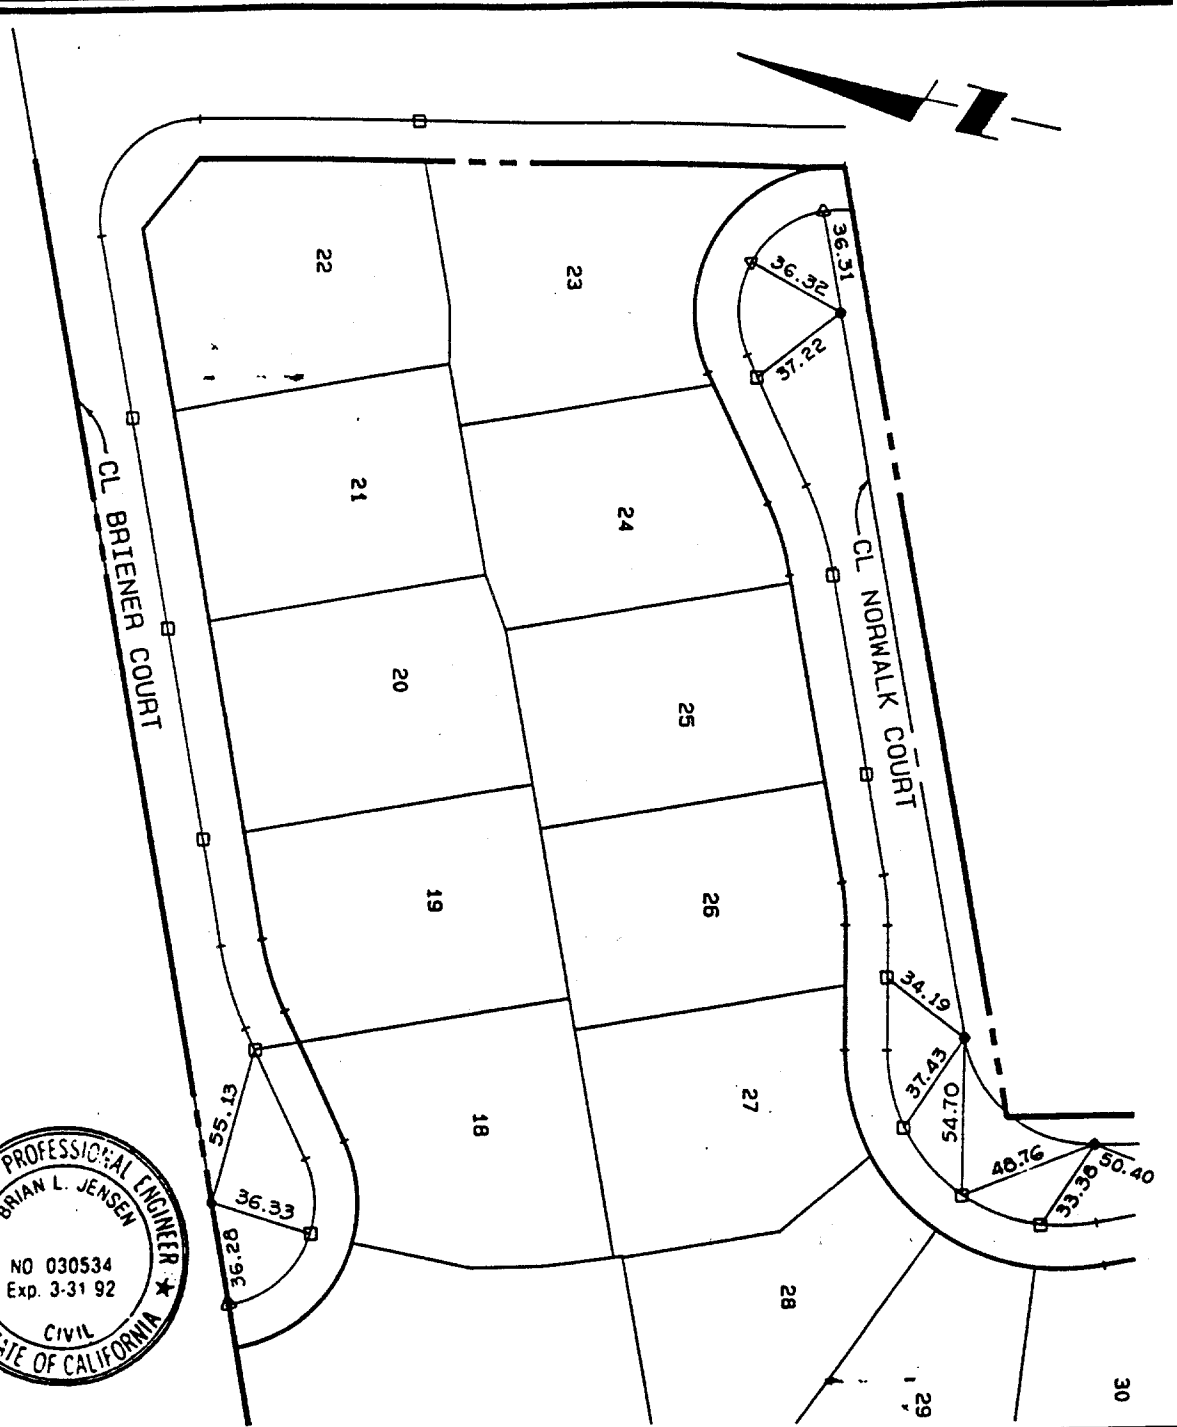 N
36.31
36.32
37.22
22
23
21
24
CL BRIENER COURT
CL NORWALK COURT
20
25
19
26
34.19
37.43
54.70
18
27
48.76
50.40
33.38
55.13
36.33
36.28
28
29
30
PROFESSIONAL ENGINEER
BRIAN L. JENSEN
NO 030534
Exp. 3-31 92
CIVIL
OF CALIFORNIA